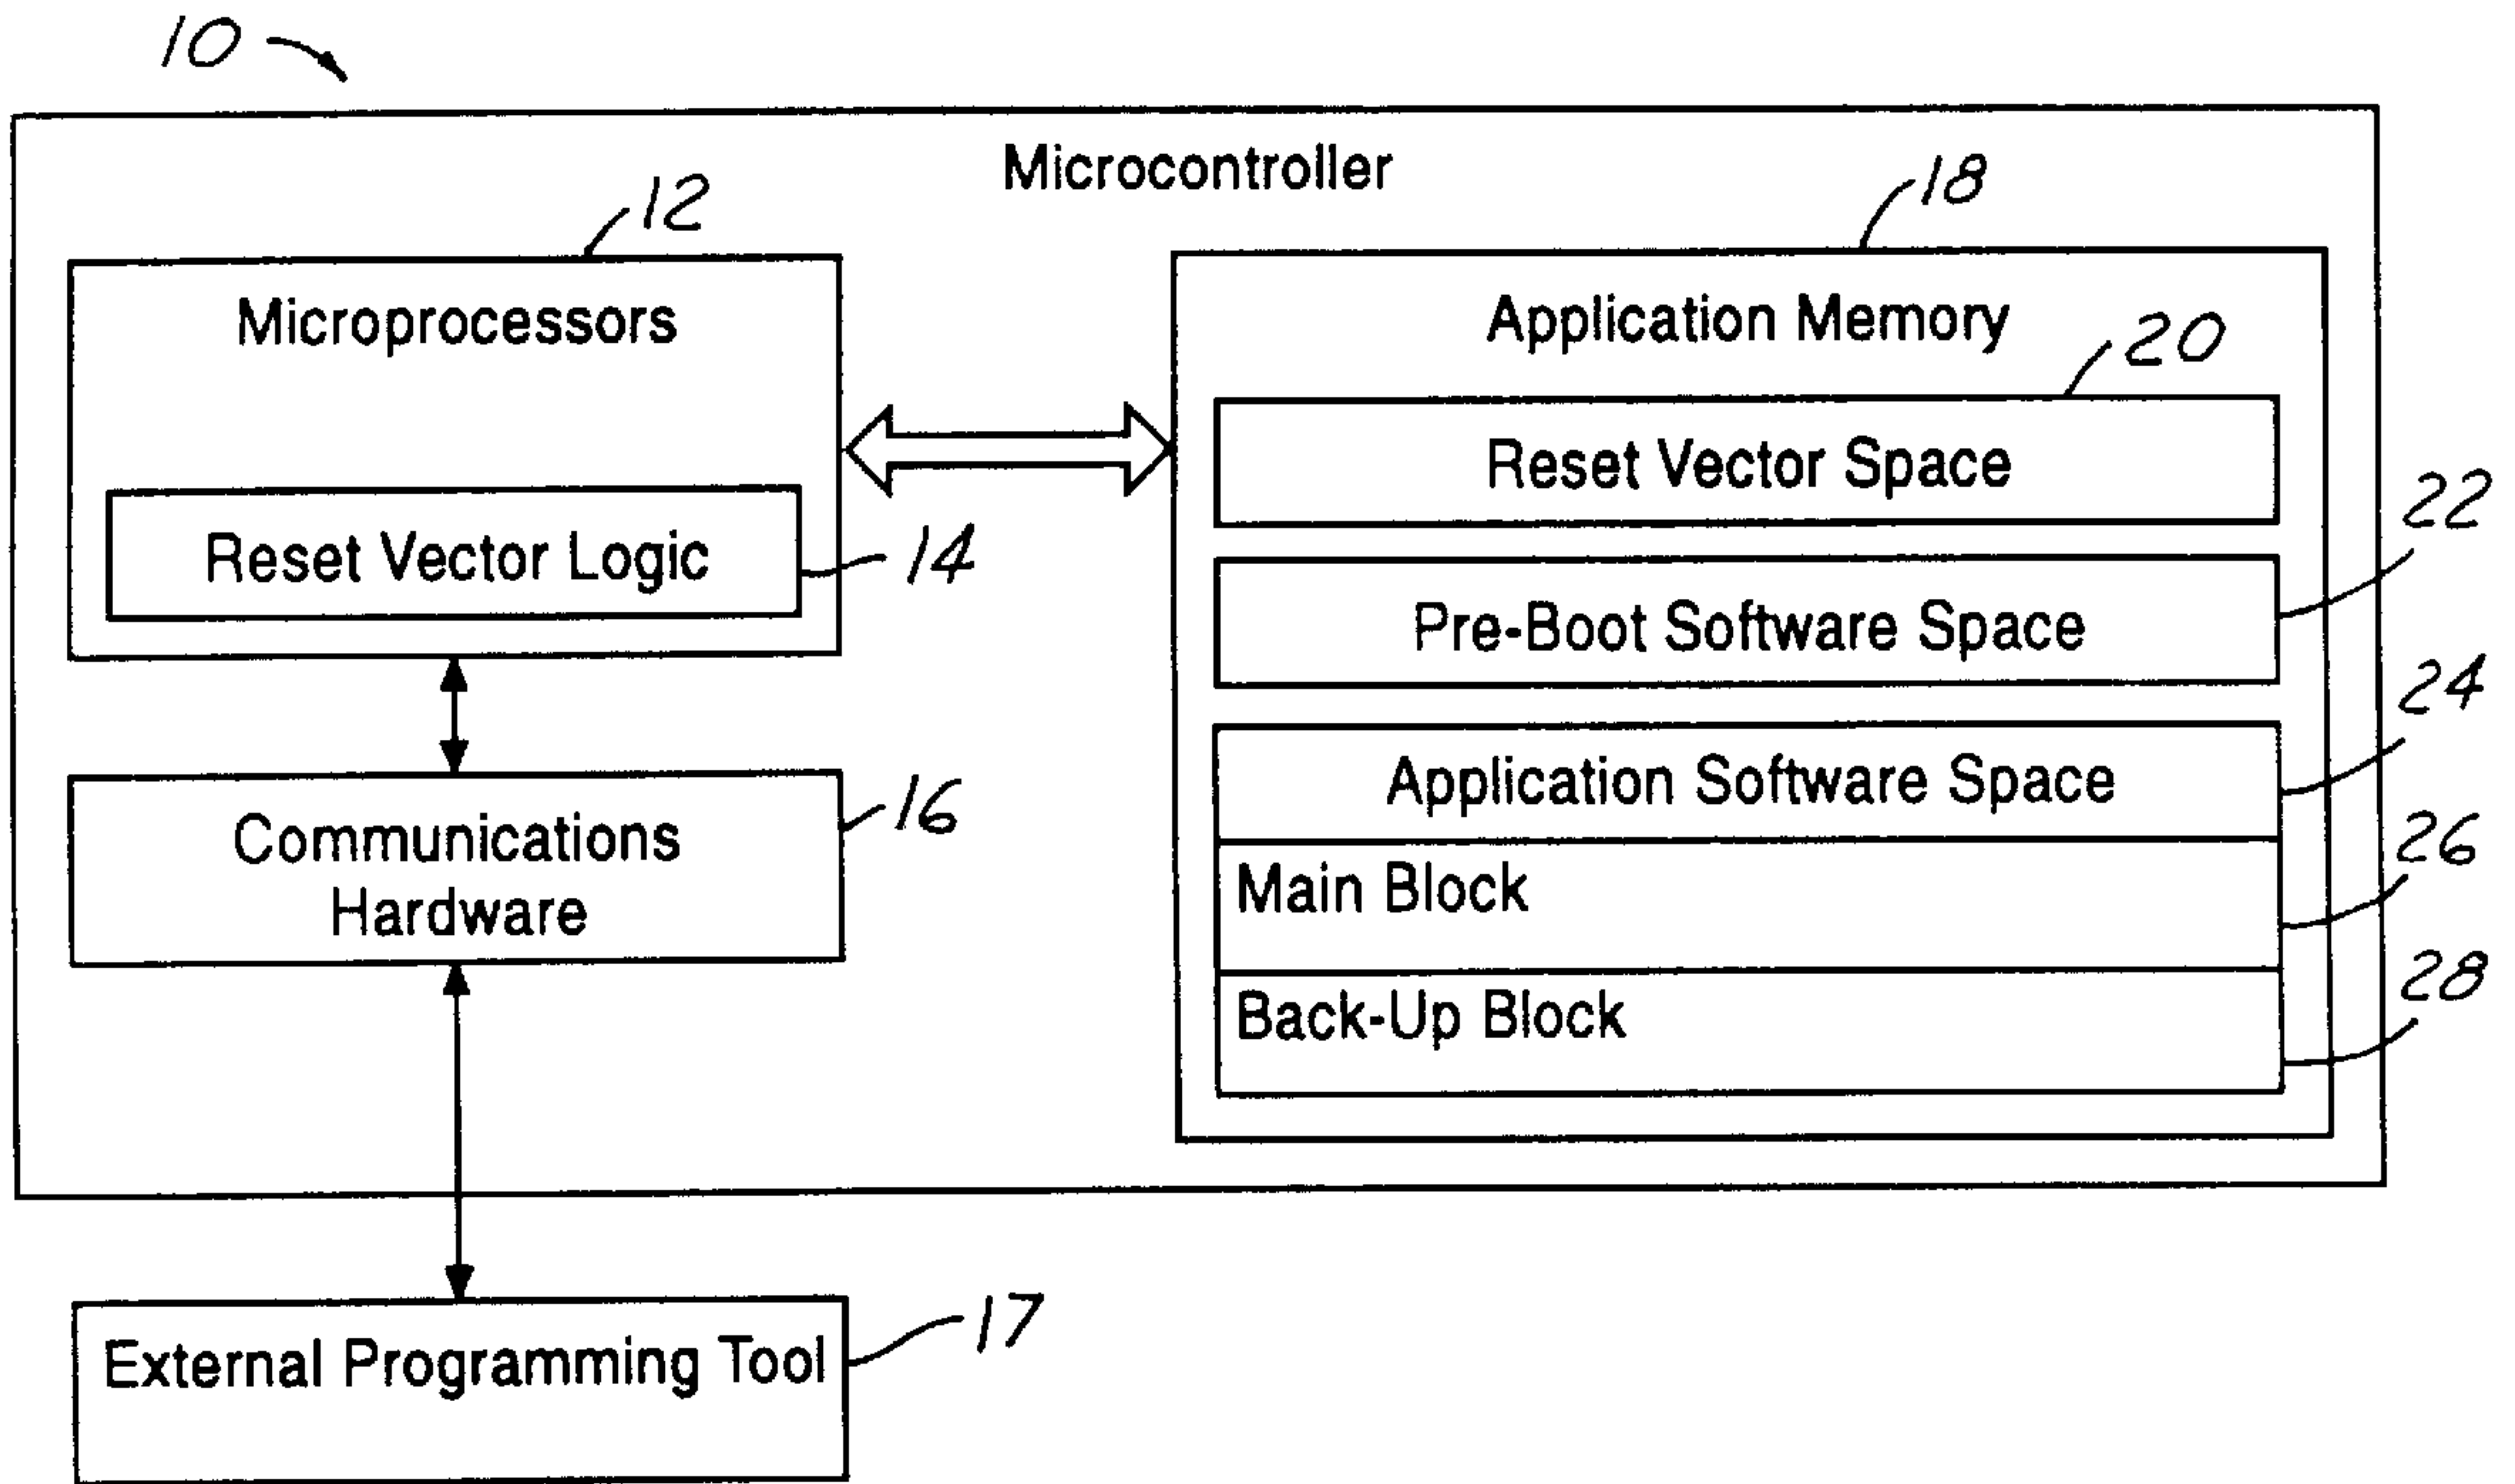 10
Microcontroller
12
18
Microprocessors
Application Memory
20
Reset Vector Space
22
Reset Vector Logic
14
Pre-Boot Software Space
24
Application Software Space
16
Communications
Hardware
26
Main Block
28
Back-Up Block
External Programming Tool
17